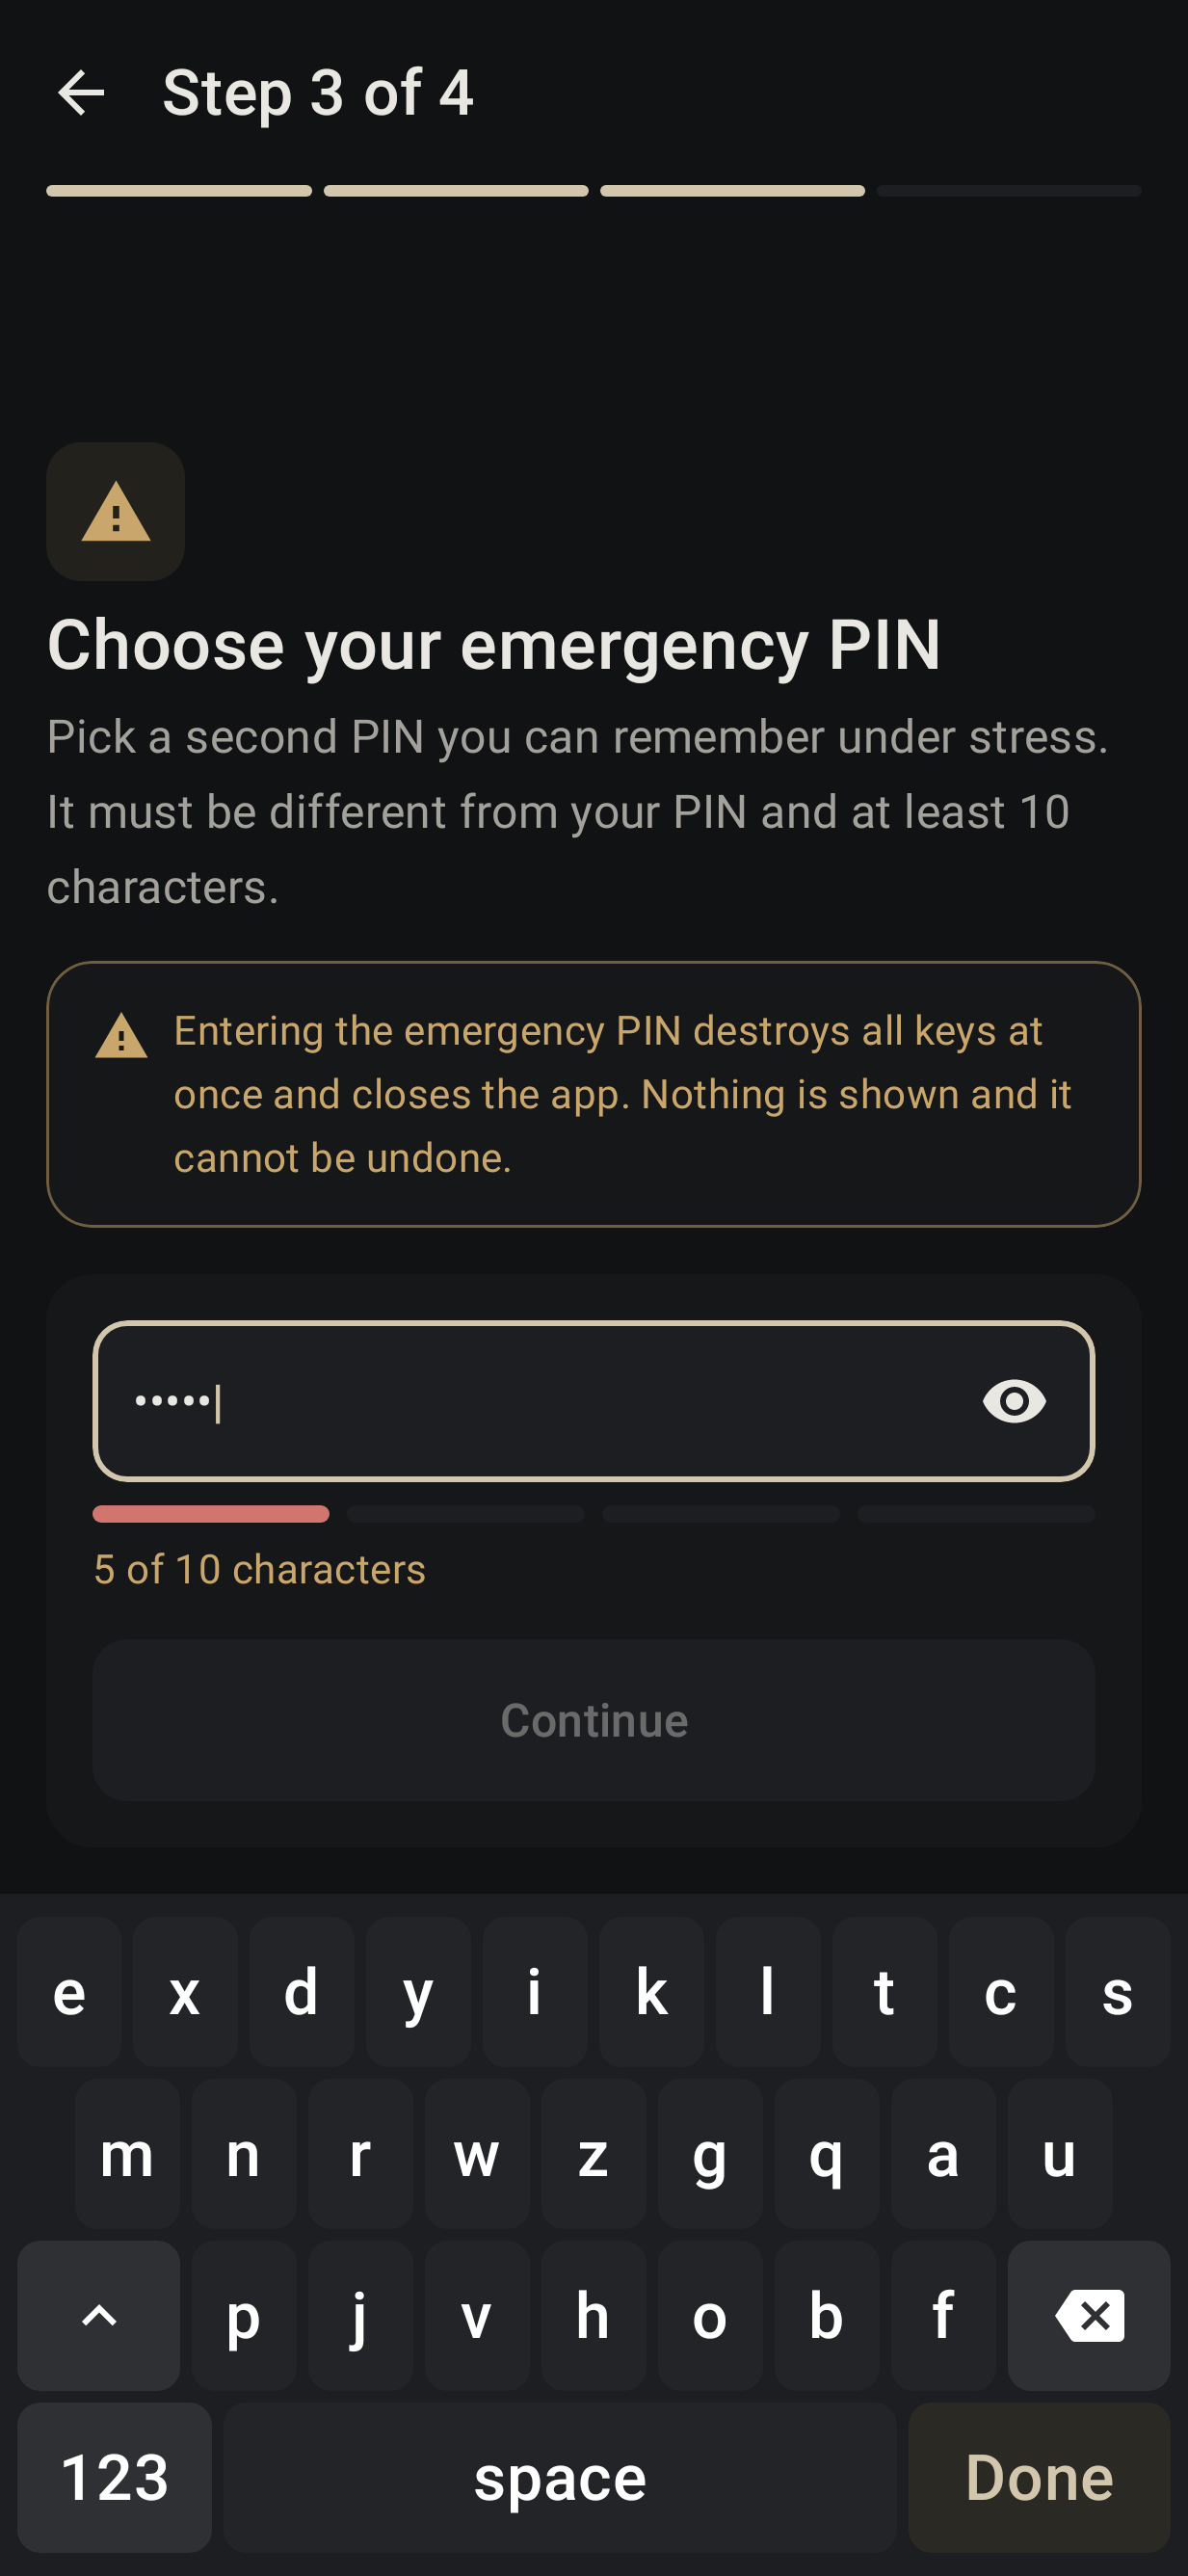 Step 3 of 4
Choose your emergency PIN
Pick a second PIN you can remember under stress.
It must be different from your PIN and at least 10
characters.
Entering the emergency PIN destroys all keys at
once and closes the app. Nothing is shown and it
cannot be undone.
•••••
5 of 10 characters
Continue
e x d y i k l t c s
m n r w z g q a u
p j v h o b f
123 space Done